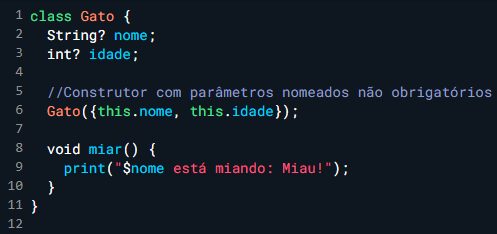 1 class Gato {
2 String? nome;
3 int? idade;
4
5 //Construtor com parâmetros nomeados não obrigatórios
6 Gato({this.nome, this.idade});
7
8 void miar() {
9 print("$nome está miando: Miau!");
10 }
11 }
12